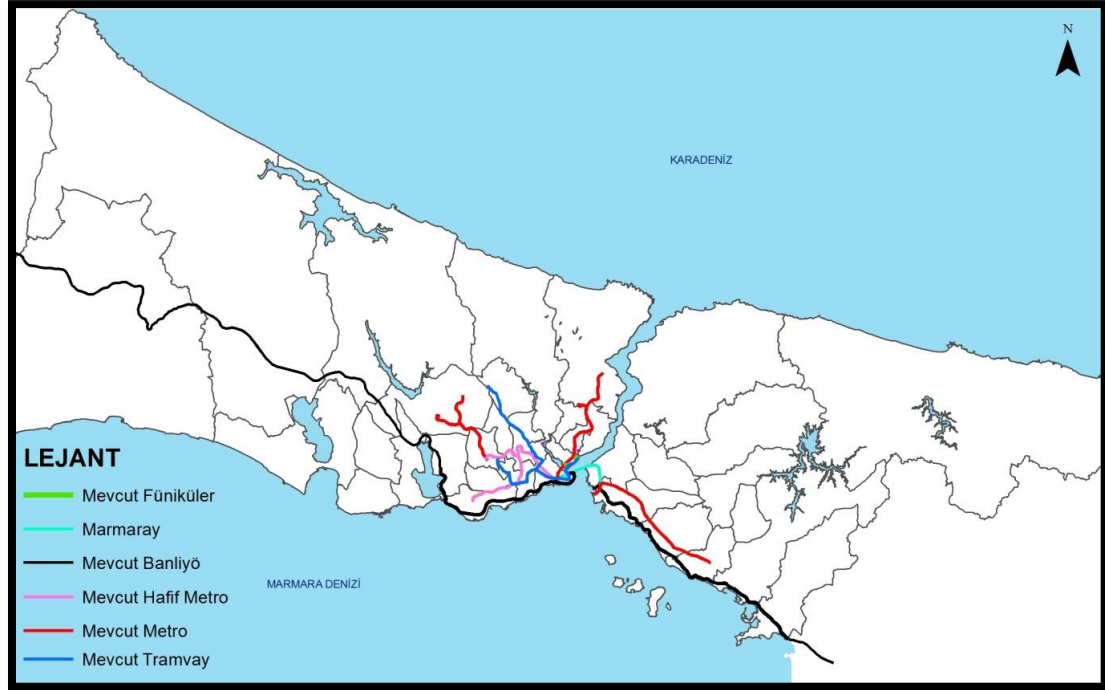 N
KARADENİZ
LEJANT
Mevcut Füniküler
Marmaray
Mevcut Banliyö
Mevcut Hafif Metro
Mevcut Metro
Mevcut Tramvay
MARMARA DENİZİ